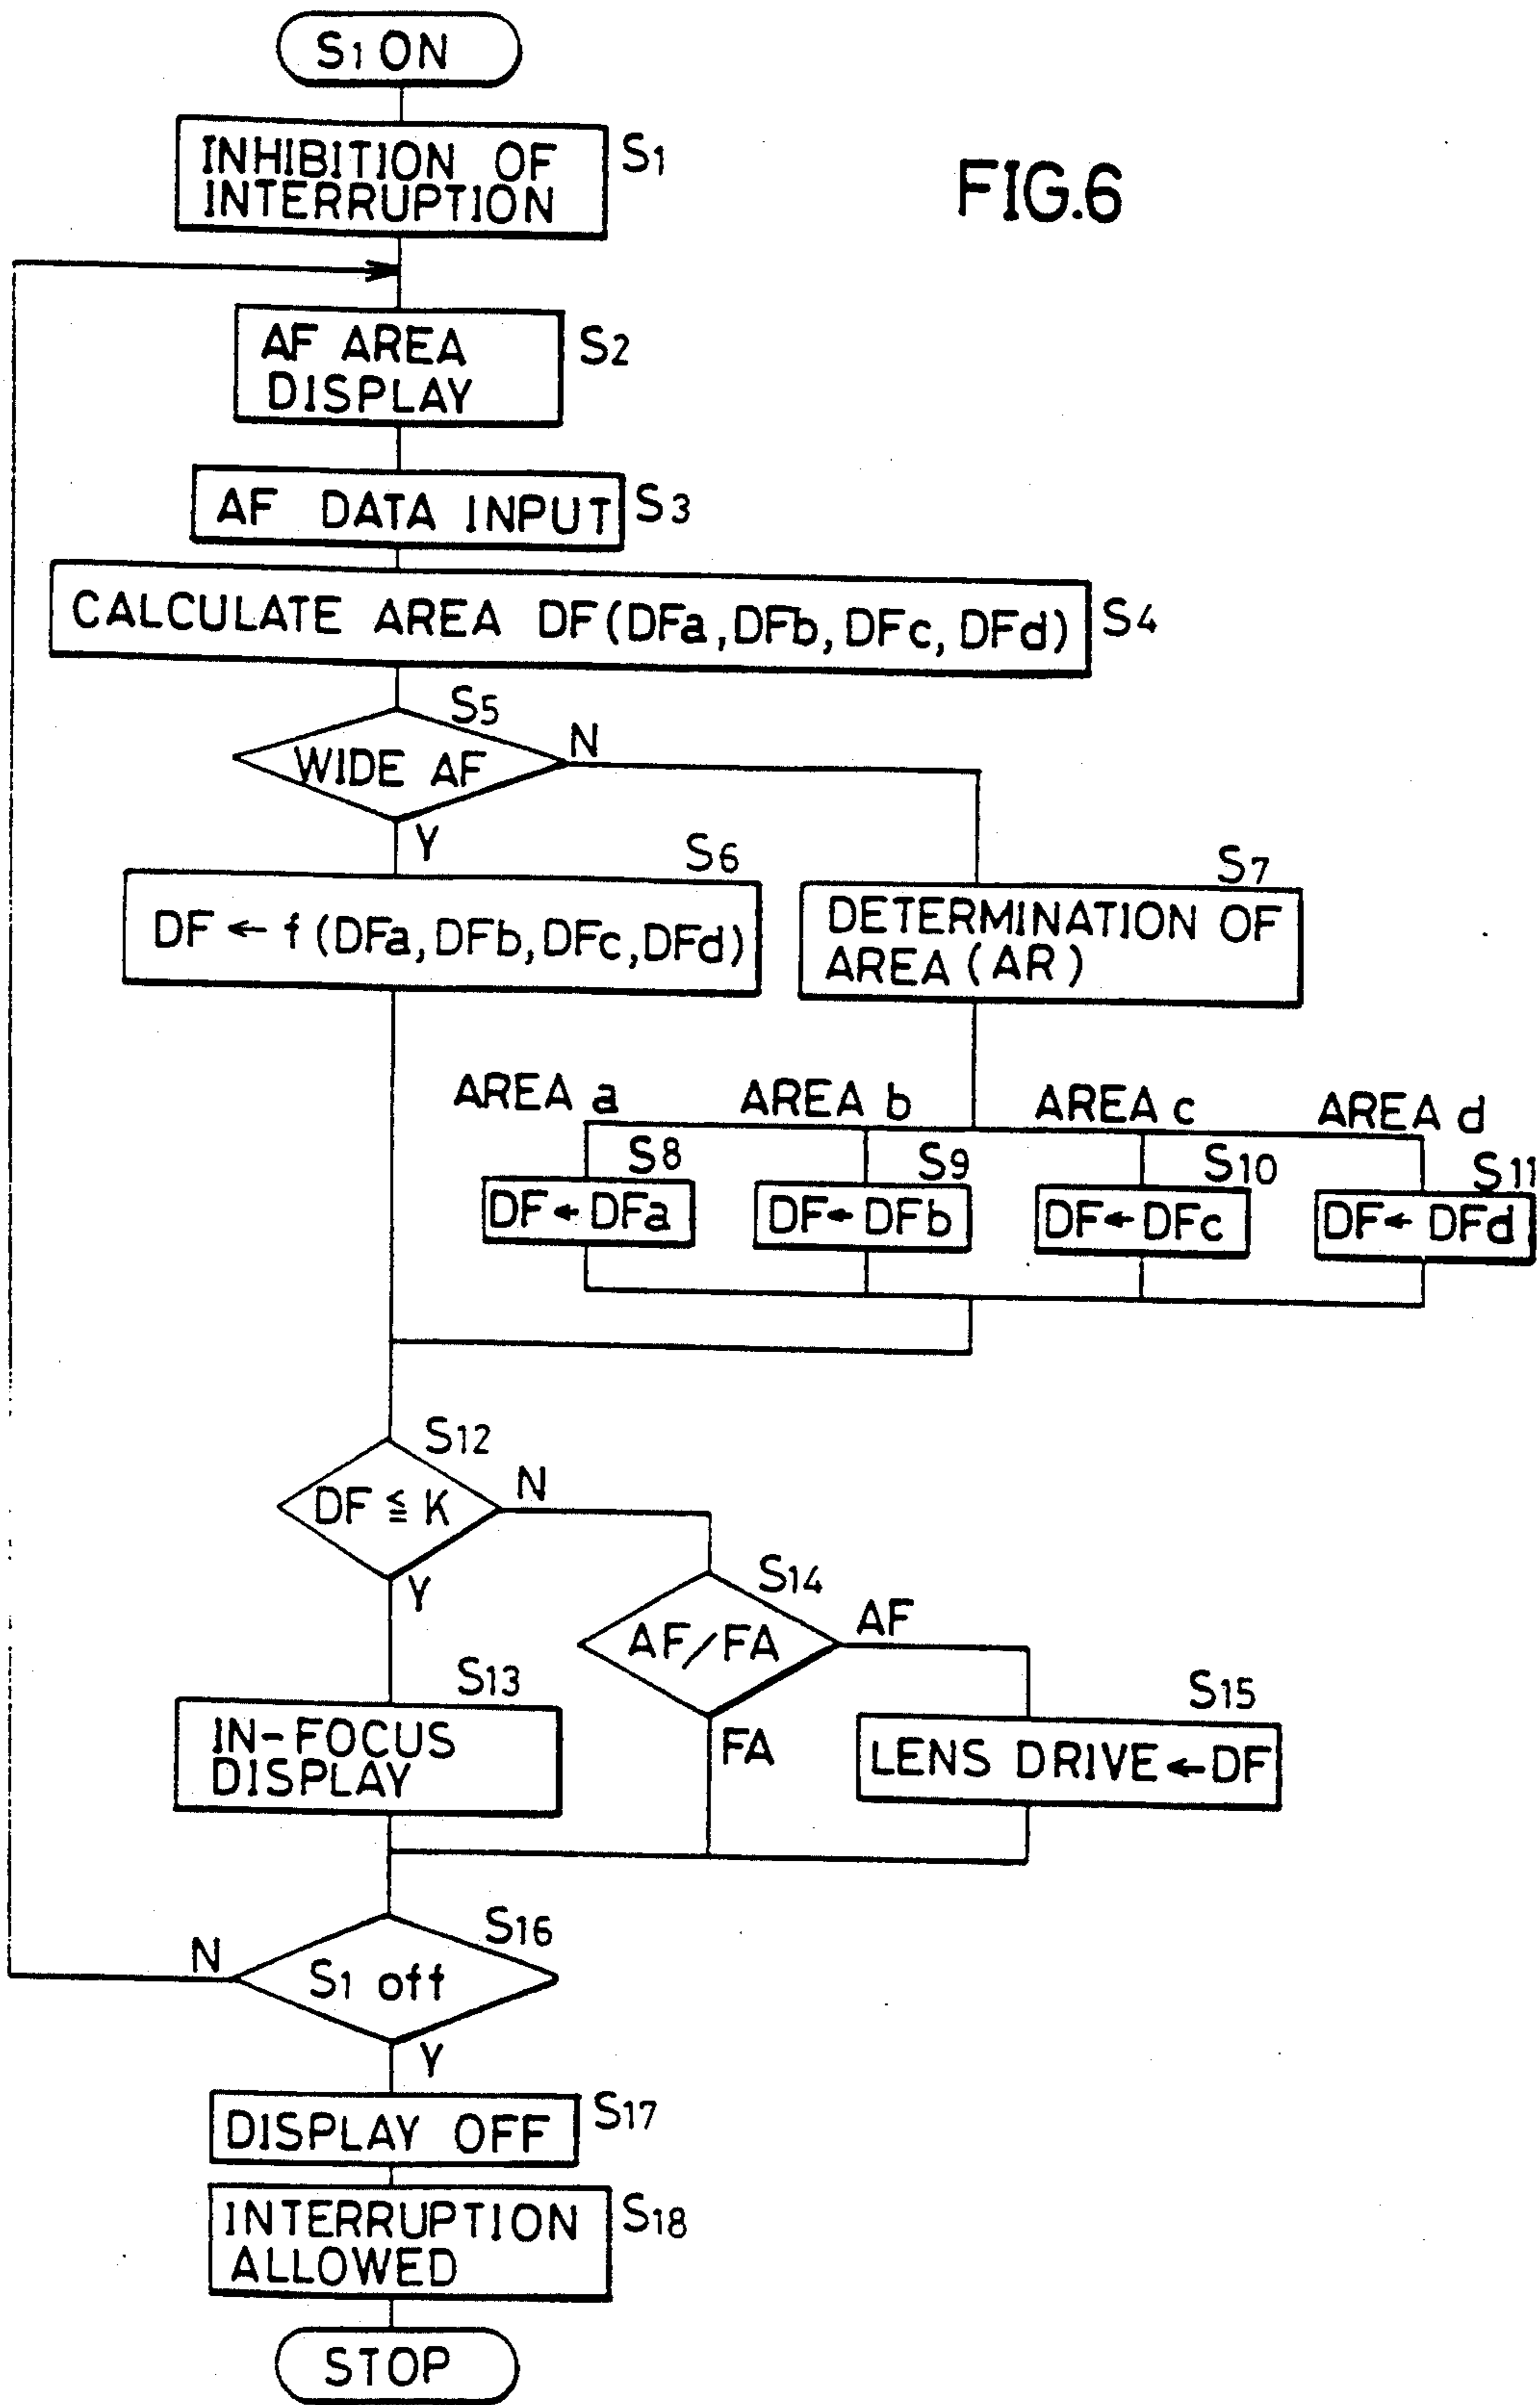 S1 ON
INHIBITION OF
INTERRUPTION
S1
FIG.6
AF AREA
DISPLAY
S2
AF DATA INPUT
S3
CALCULATE AREA DF(DFa,DFb,DFc,DFd)
S4
S5
WIDE AF
N
Y
S6
DF ← f(DFa,DFb,DFc,DFd)
S7
DETERMINATION OF
AREA(AR)
AREA a
AREA b
AREA c
AREA d
S8
S9
S10
S11
DF ← DFa
DF ← DFb
DF ← DFc
DF ← DFd
S12
DF ≦ K
N
Y
S14
AF/FA
AF
FA
S13
IN-FOCUS
DISPLAY
S15
LENS DRIVE ← DF
S16
N
S1 off
Y
DISPLAY OFF
S17
INTERRUPTION
ALLOWED
S18
STOP